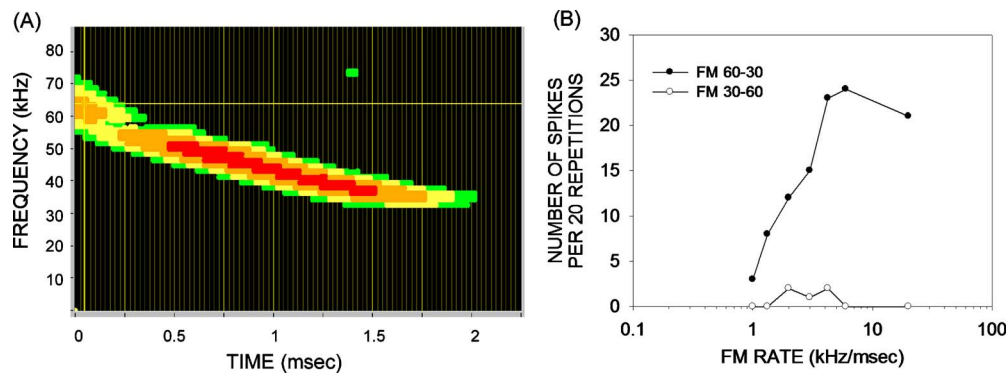 (A)
80
70
60
50
40
30
20
10
FREQUENCY (kHz)
0 0.5 1 1.5 2
TIME (msec)
(B)
30
25
20
15
10
5
0
NUMBER OF SPIKES
PER 20 REPETITIONS
FM 60-30
FM 30-60
0.1 1 10 100
FM RATE (kHz/msec)